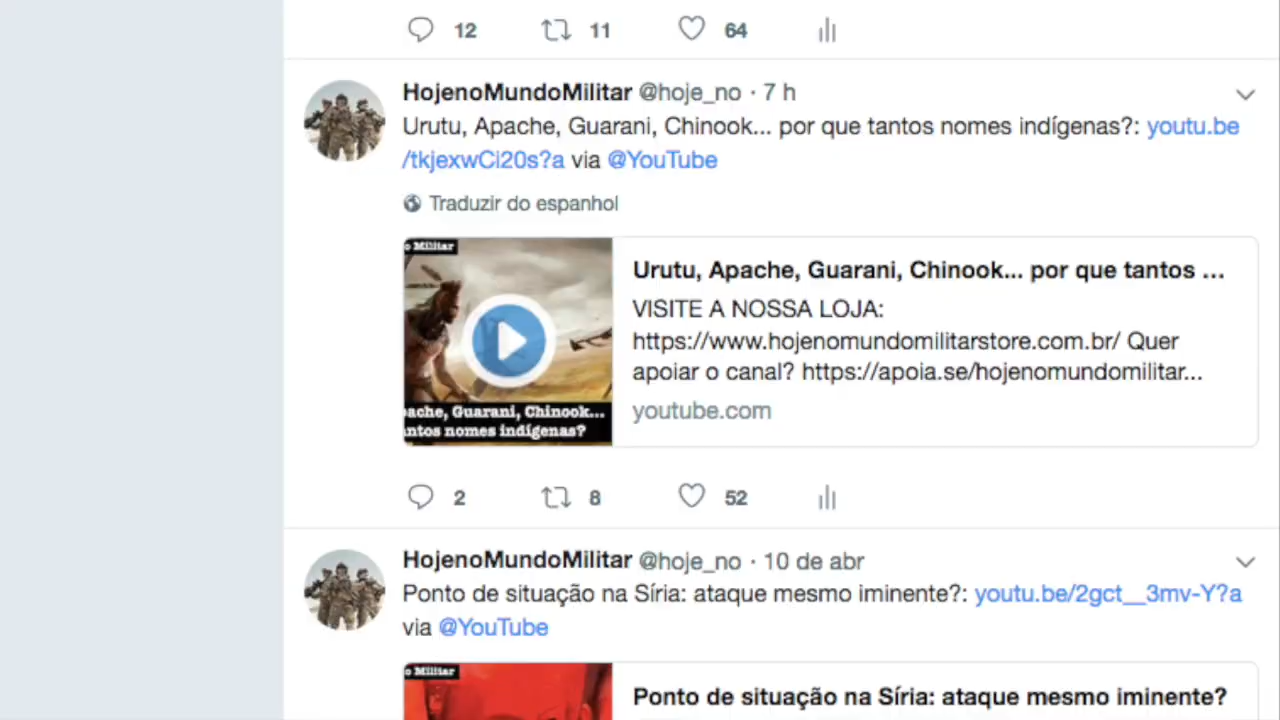 12 11 64
HojenoMundoMilitar @hoje_no · 7 h
Urutu, Apache, Guarani, Chinook... por que tantos nomes indígenas?: youtu.be
/tkjexwCi20s?a via @YouTube
Traduzir do espanhol
o Militar
ache, Guarani, Chinook...
ntos nomes indígenas?
Urutu, Apache, Guarani, Chinook... por que tantos ...
VISITE A NOSSA LOJA:
https://www.hojenomundomilitarstore.com.br/ Quer
apoiar o canal? https://apoia.se/hojenomundomilitar...
youtube.com
2 8 52
HojenoMundoMilitar @hoje_no · 10 de abr
Ponto de situação na Síria: ataque mesmo iminente?: youtu.be/2gct__3mv-Y?a
via @YouTube
o Militar
Ponto de situação na Síria: ataque mesmo iminente?